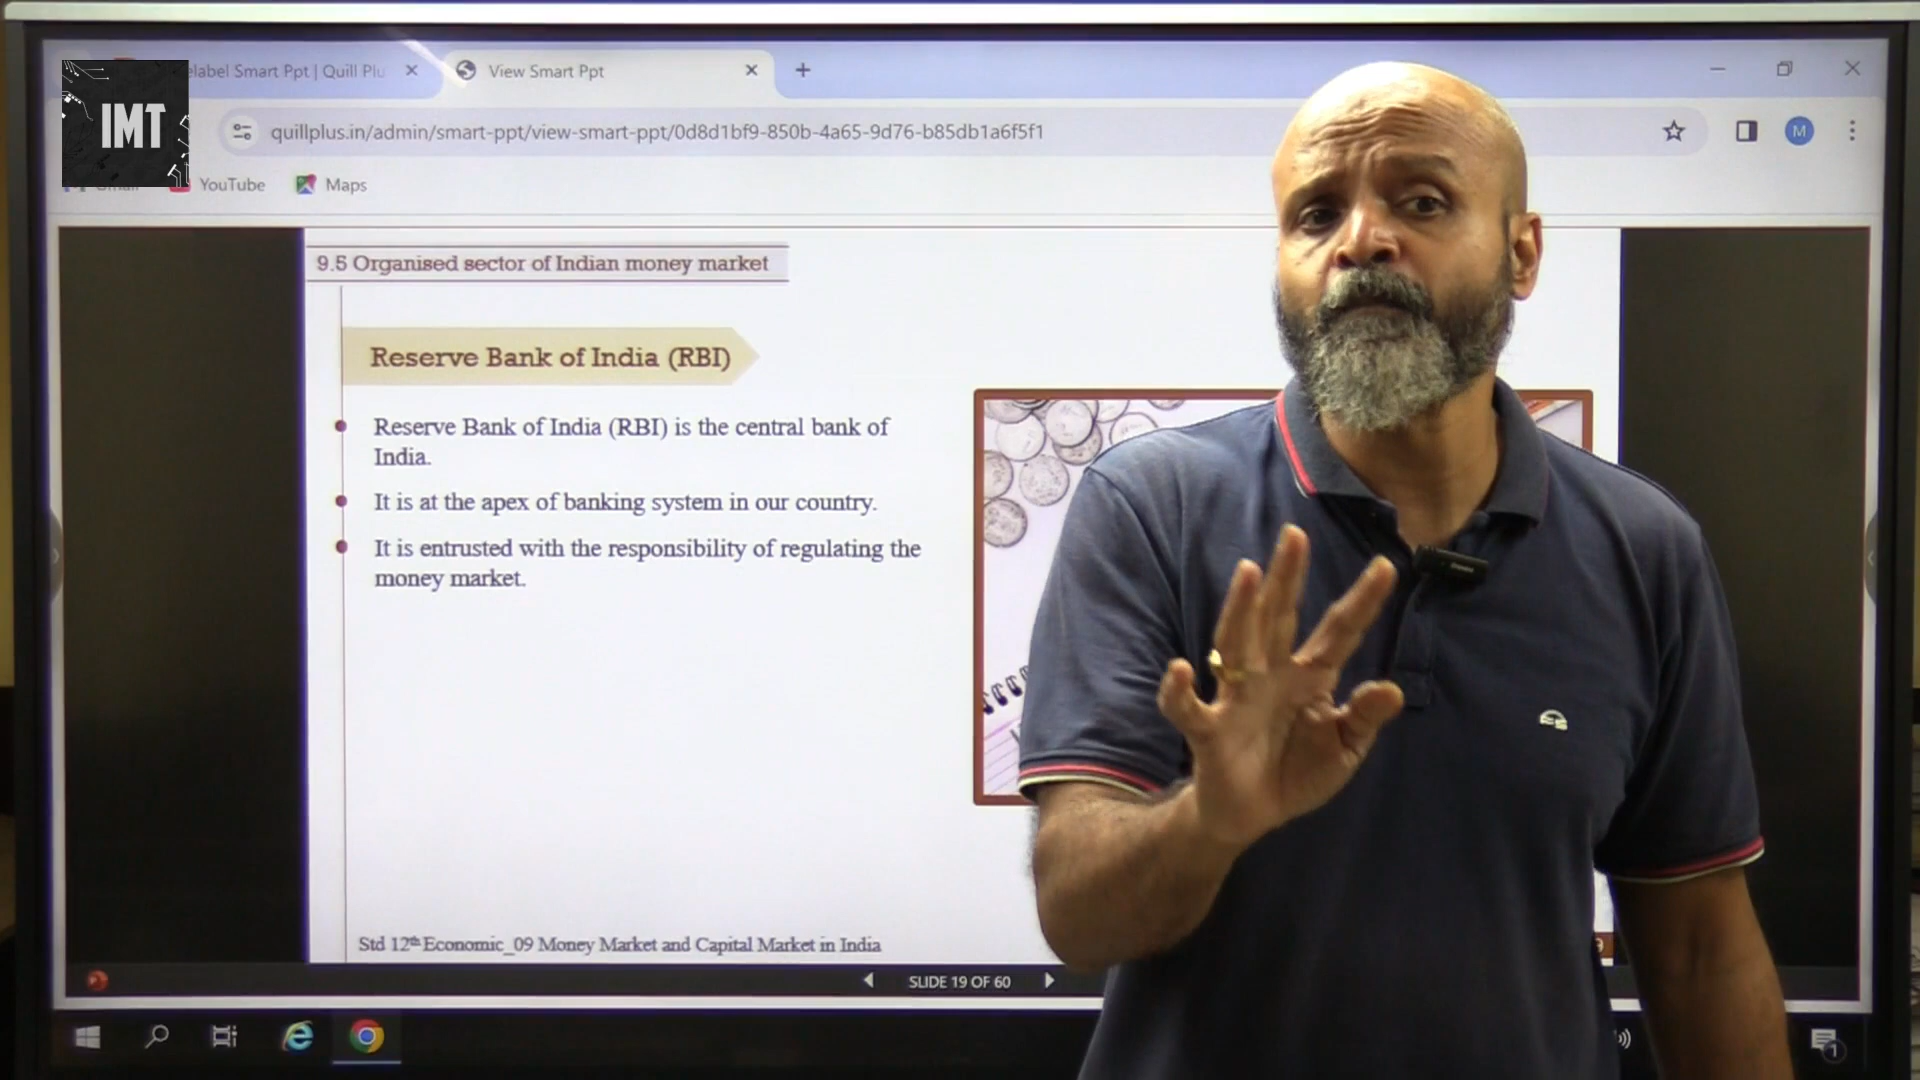 IMT
elabel Smart Ppt | Quill Plu
View Smart Ppt
quillplus.in/admin/smart-ppt/view-smart-ppt/0d8d1bf9-850b-4a65-9d76-b85db1a6f5f1
M
YouTube
Maps
9.5 Organised sector of Indian money market
Reserve Bank of India (RBI)
Reserve Bank of India (RBI) is the central bank of
India.
It is at the apex of banking system in our country.
It is entrusted with the responsibility of regulating the
money market.
Std 12th Economic_09 Money Market and Capital Market in India
9
SLIDE 19 OF 60
1